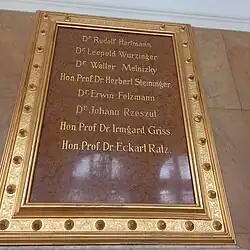 Dr Rudolf Hartmann
Dr Leopold Wurzinger
Dr Walter Melnizky
Hon. Prof. Dr. Herbert Steininger
Dr Erwin Felzmann
Dr Johann Rzeszut
Hon. Prof. Dr. Irmgard Griss
Hon. Prof. Dr. Eckart Ratz